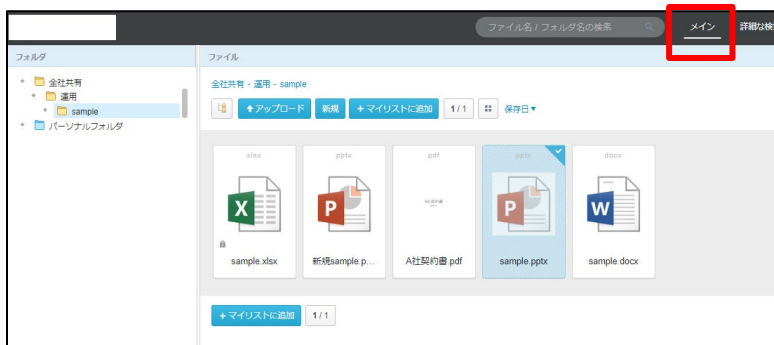 ファイル名 / フォルダ名の検索
メイン
詳細な検
フォルダ
ファイル
全社共有
運用
sample
パーソナルフォルダ
全社共有 - 運用 - sample
アップロード 新規 + マイリストに追加 1 / 1 保存日▼
xlsx pptx pdf pptx docx
X P P W
sample.xlsx 新規sample.p... A社契約書.pdf sample.pptx sample.docx
+ マイリストに追加 1 / 1